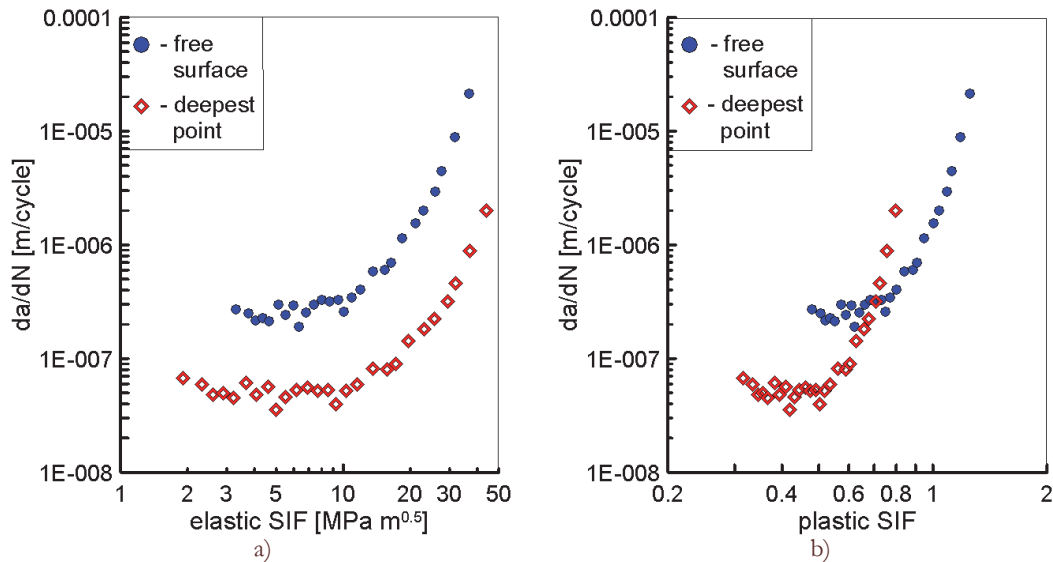 0.0001
- free
surface
- deepest
point
1E-005
1E-006
1E-007
1E-008
da/dN [m/cycle]
1 2 3 5 10 20 30 50
elastic SIF [MPa m^0.5]
a)
0.0001
- free
surface
- deepest
point
1E-005
1E-006
1E-007
1E-008
da/dN [m/cycle]
0.2 0.4 0.6 0.8 1 2
plastic SIF
b)